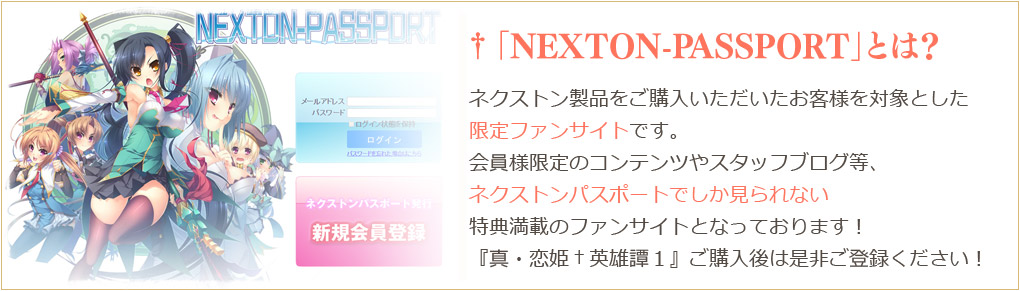 NEXTON-PASSPORT
メールアドレス
パスワード
ログイン状態を保持
ログイン
パスワードを忘れた場合はこちら
ネクストンパスポート発行
新規会員登録
†「NEXTON-PASSPORT」とは?
ネクストン製品をご購入いただいたお客様を対象とした
限定ファンサイトです。
会員様限定のコンテンツやスタッフブログ等、
ネクストンパスポートでしか見られない
特典満載のファンサイトとなっております！
『真・恋姫†英雄譚１』ご購入後は是非ご登録ください！